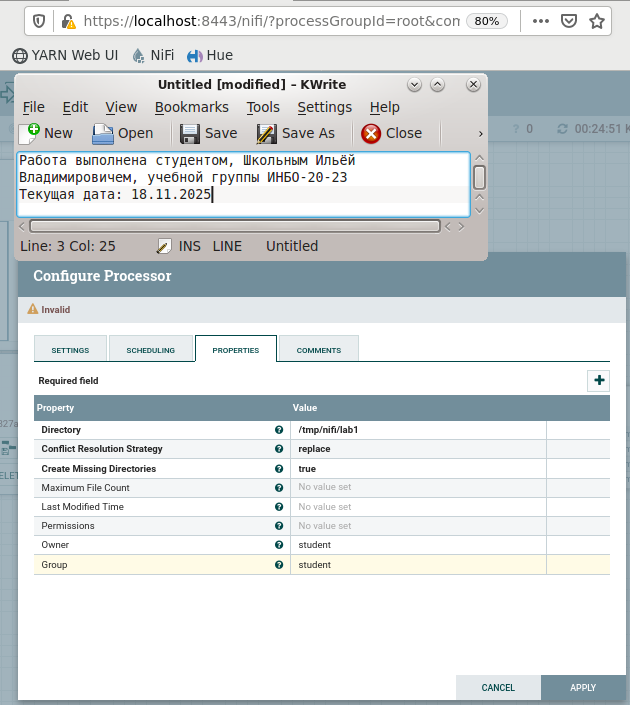 https://localhost:8443/nifi/?processGroupId=root&con
80%
YARN Web UI NiFi Hue
Untitled [modified] – KWrite
File Edit View Bookmarks Tools Settings Help
New Open Save Save As Close
0 00:24:51
Работа выполнена студентом, Школьным Ильёй
Владимировичем, учебной группы ИНБО-20-23
Текущая дата: 18.11.2025
Line: 3 Col: 25 INS LINE Untitled
Configure Processor
Invalid
SETTINGS SCHEDULING PROPERTIES COMMENTS
Required field
Property Value
Directory /tmp/nifi/lab1
Conflict Resolution Strategy replace
Create Missing Directories true
Maximum File Count No value set
Last Modified Time No value set
Permissions No value set
Owner student
Group student
CANCEL APPLY